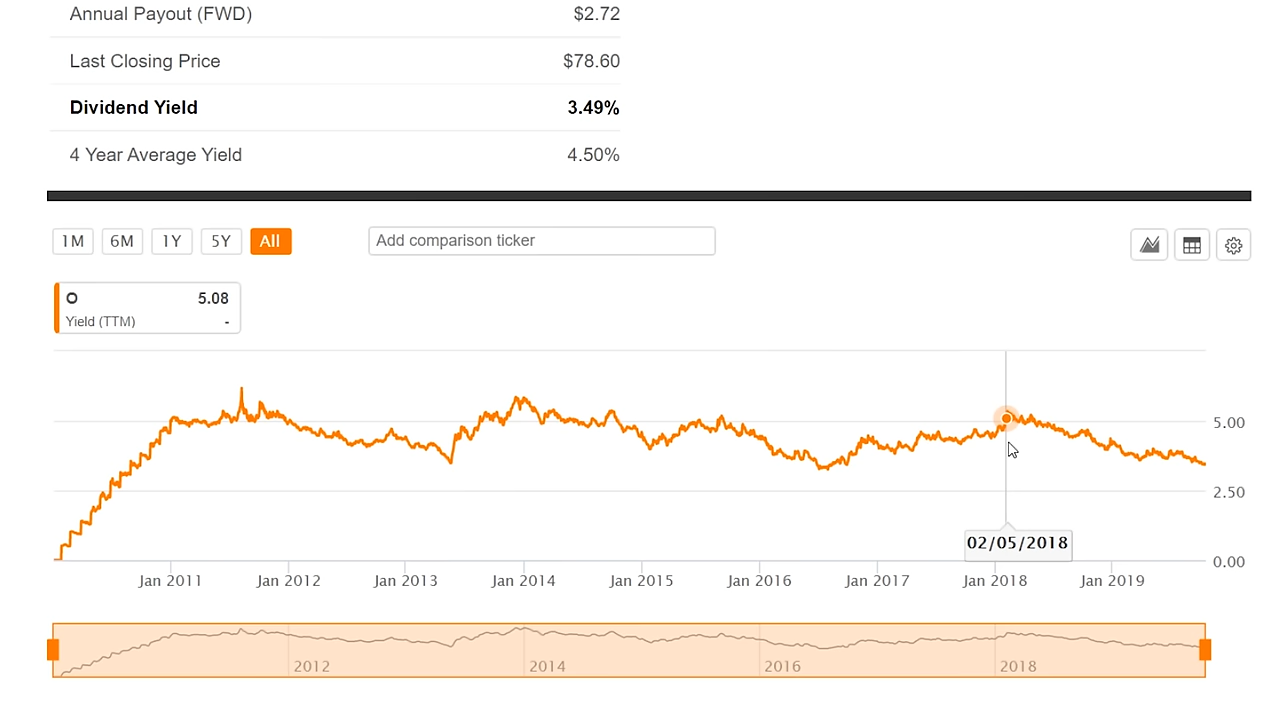 Annual Payout (FWD) $2.72
Last Closing Price $78.60
Dividend Yield 3.49%
4 Year Average Yield 4.50%
1M 6M 1Y 5Y All Add comparison ticker
O 5.08
Yield (TTM) -
5.00
2.50
02/05/2018
0.00
Jan 2011 Jan 2012 Jan 2013 Jan 2014 Jan 2015 Jan 2016 Jan 2017 Jan 2018 Jan 2019
2012 2014 2016 2018